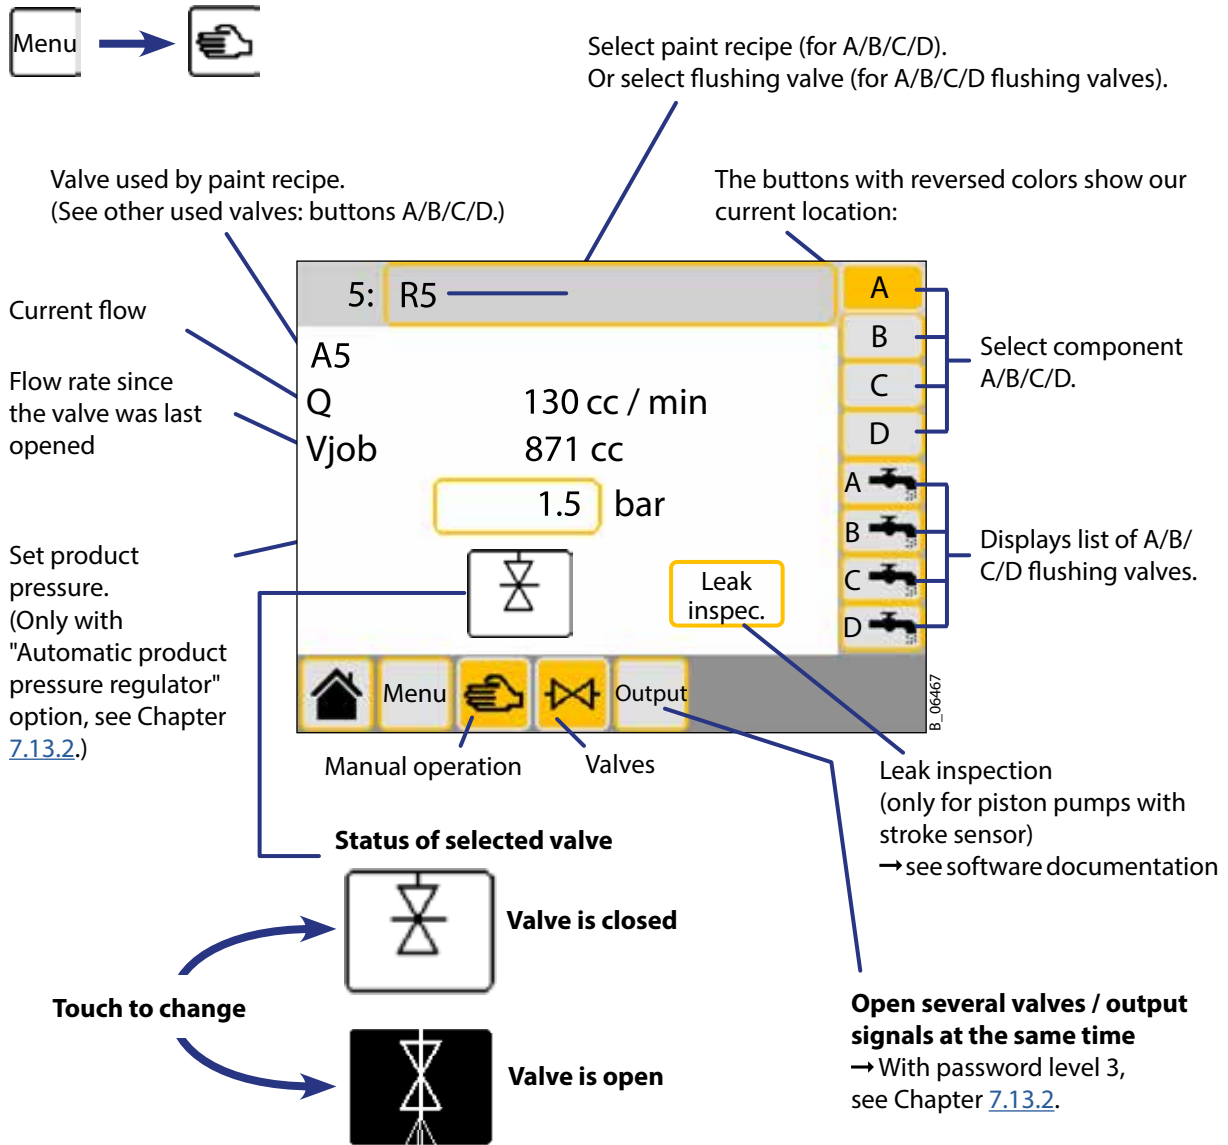 Menu
Select paint recipe (for A/B/C/D).
Or select flushing valve (for A/B/C/D flushing valves).
Valve used by paint recipe.
(See other used valves: buttons A/B/C/D.)
The buttons with reversed colors show our
current location:
Current flow
Flow rate since
the valve was last
opened
Set product
pressure.
(Only with
"Automatic product
pressure regulator"
option, see Chapter
7.13.2.)
5: R5
A5
Q 130 cc / min
Vjob 871 cc
1.5 bar
Leak
inspec.
A
B
C
D
A
B
C
D
Select component
A/B/C/D.
Displays list of A/B/
C/D flushing valves.
Menu
Output
B_06467
Manual operation
Valves
Leak inspection
(only for piston pumps with
stroke sensor)
→ see software documentation
Status of selected valve
Valve is closed
Touch to change
Valve is open
Open several valves / output
signals at the same time
→ With password level 3,
see Chapter 7.13.2.